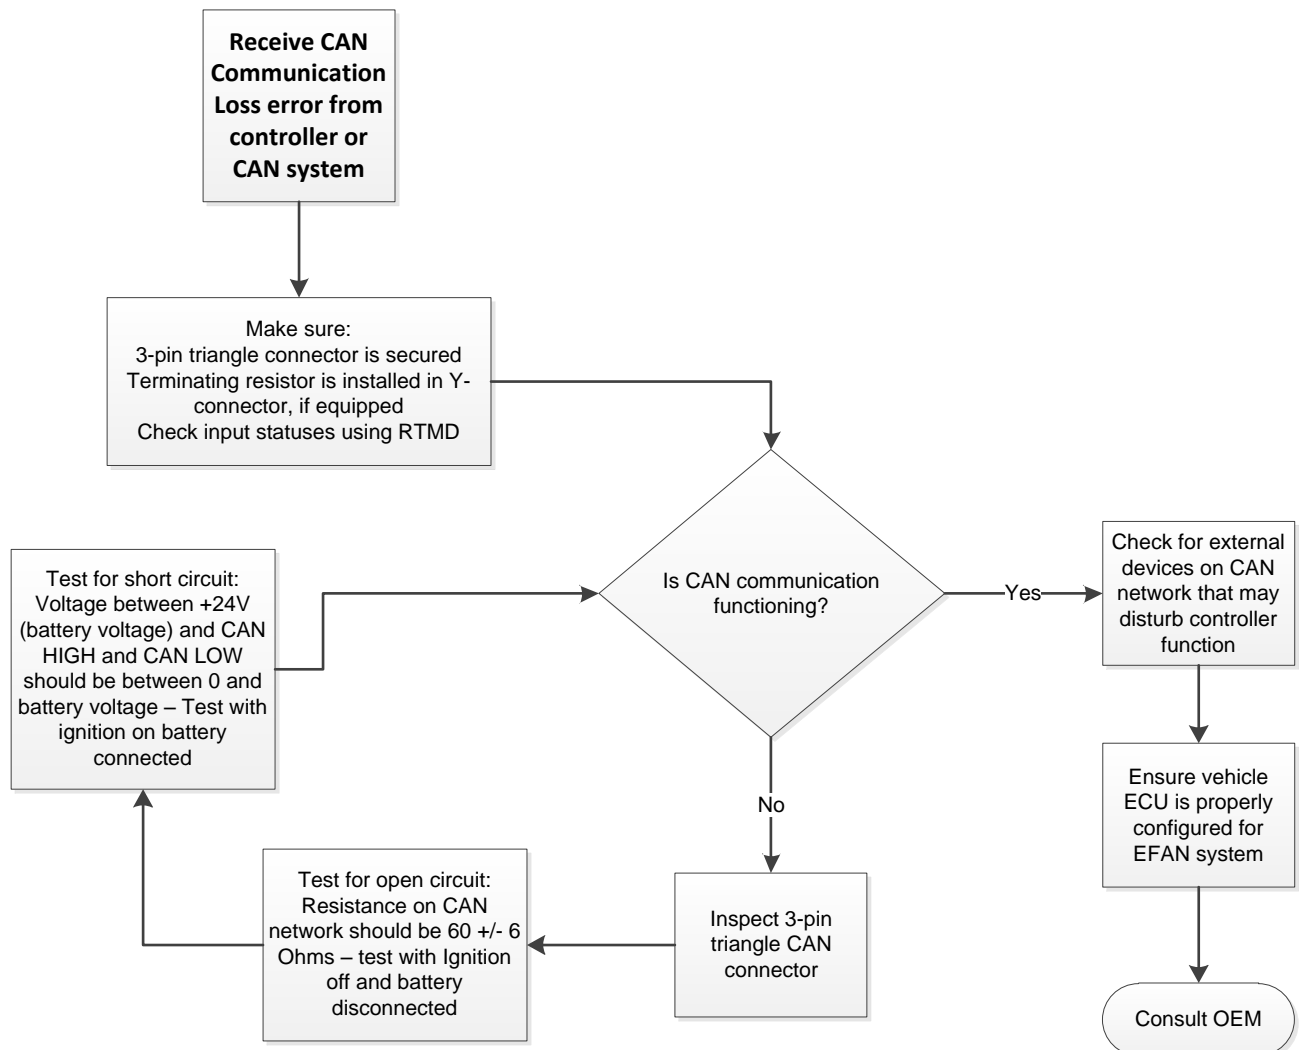 Receive CAN
Communication
Loss error from
controller or
CAN system
Make sure:
3-pin triangle connector is secured
Terminating resistor is installed in Y-
connector, if equipped
Check input statuses using RTMD
Is CAN communication
functioning?
Yes
Check for external
devices on CAN
network that may
disturb controller
function
Ensure vehicle
ECU is properly
configured for
EFAN system
Consult OEM
No
Inspect 3-pin
triangle CAN
connector
Test for open circuit:
Resistance on CAN
network should be 60 +/- 6
Ohms – test with Ignition
off and battery
disconnected
Test for short circuit:
Voltage between +24V
(battery voltage) and CAN
HIGH and CAN LOW
should be between 0 and
battery voltage – Test with
ignition on battery
connected